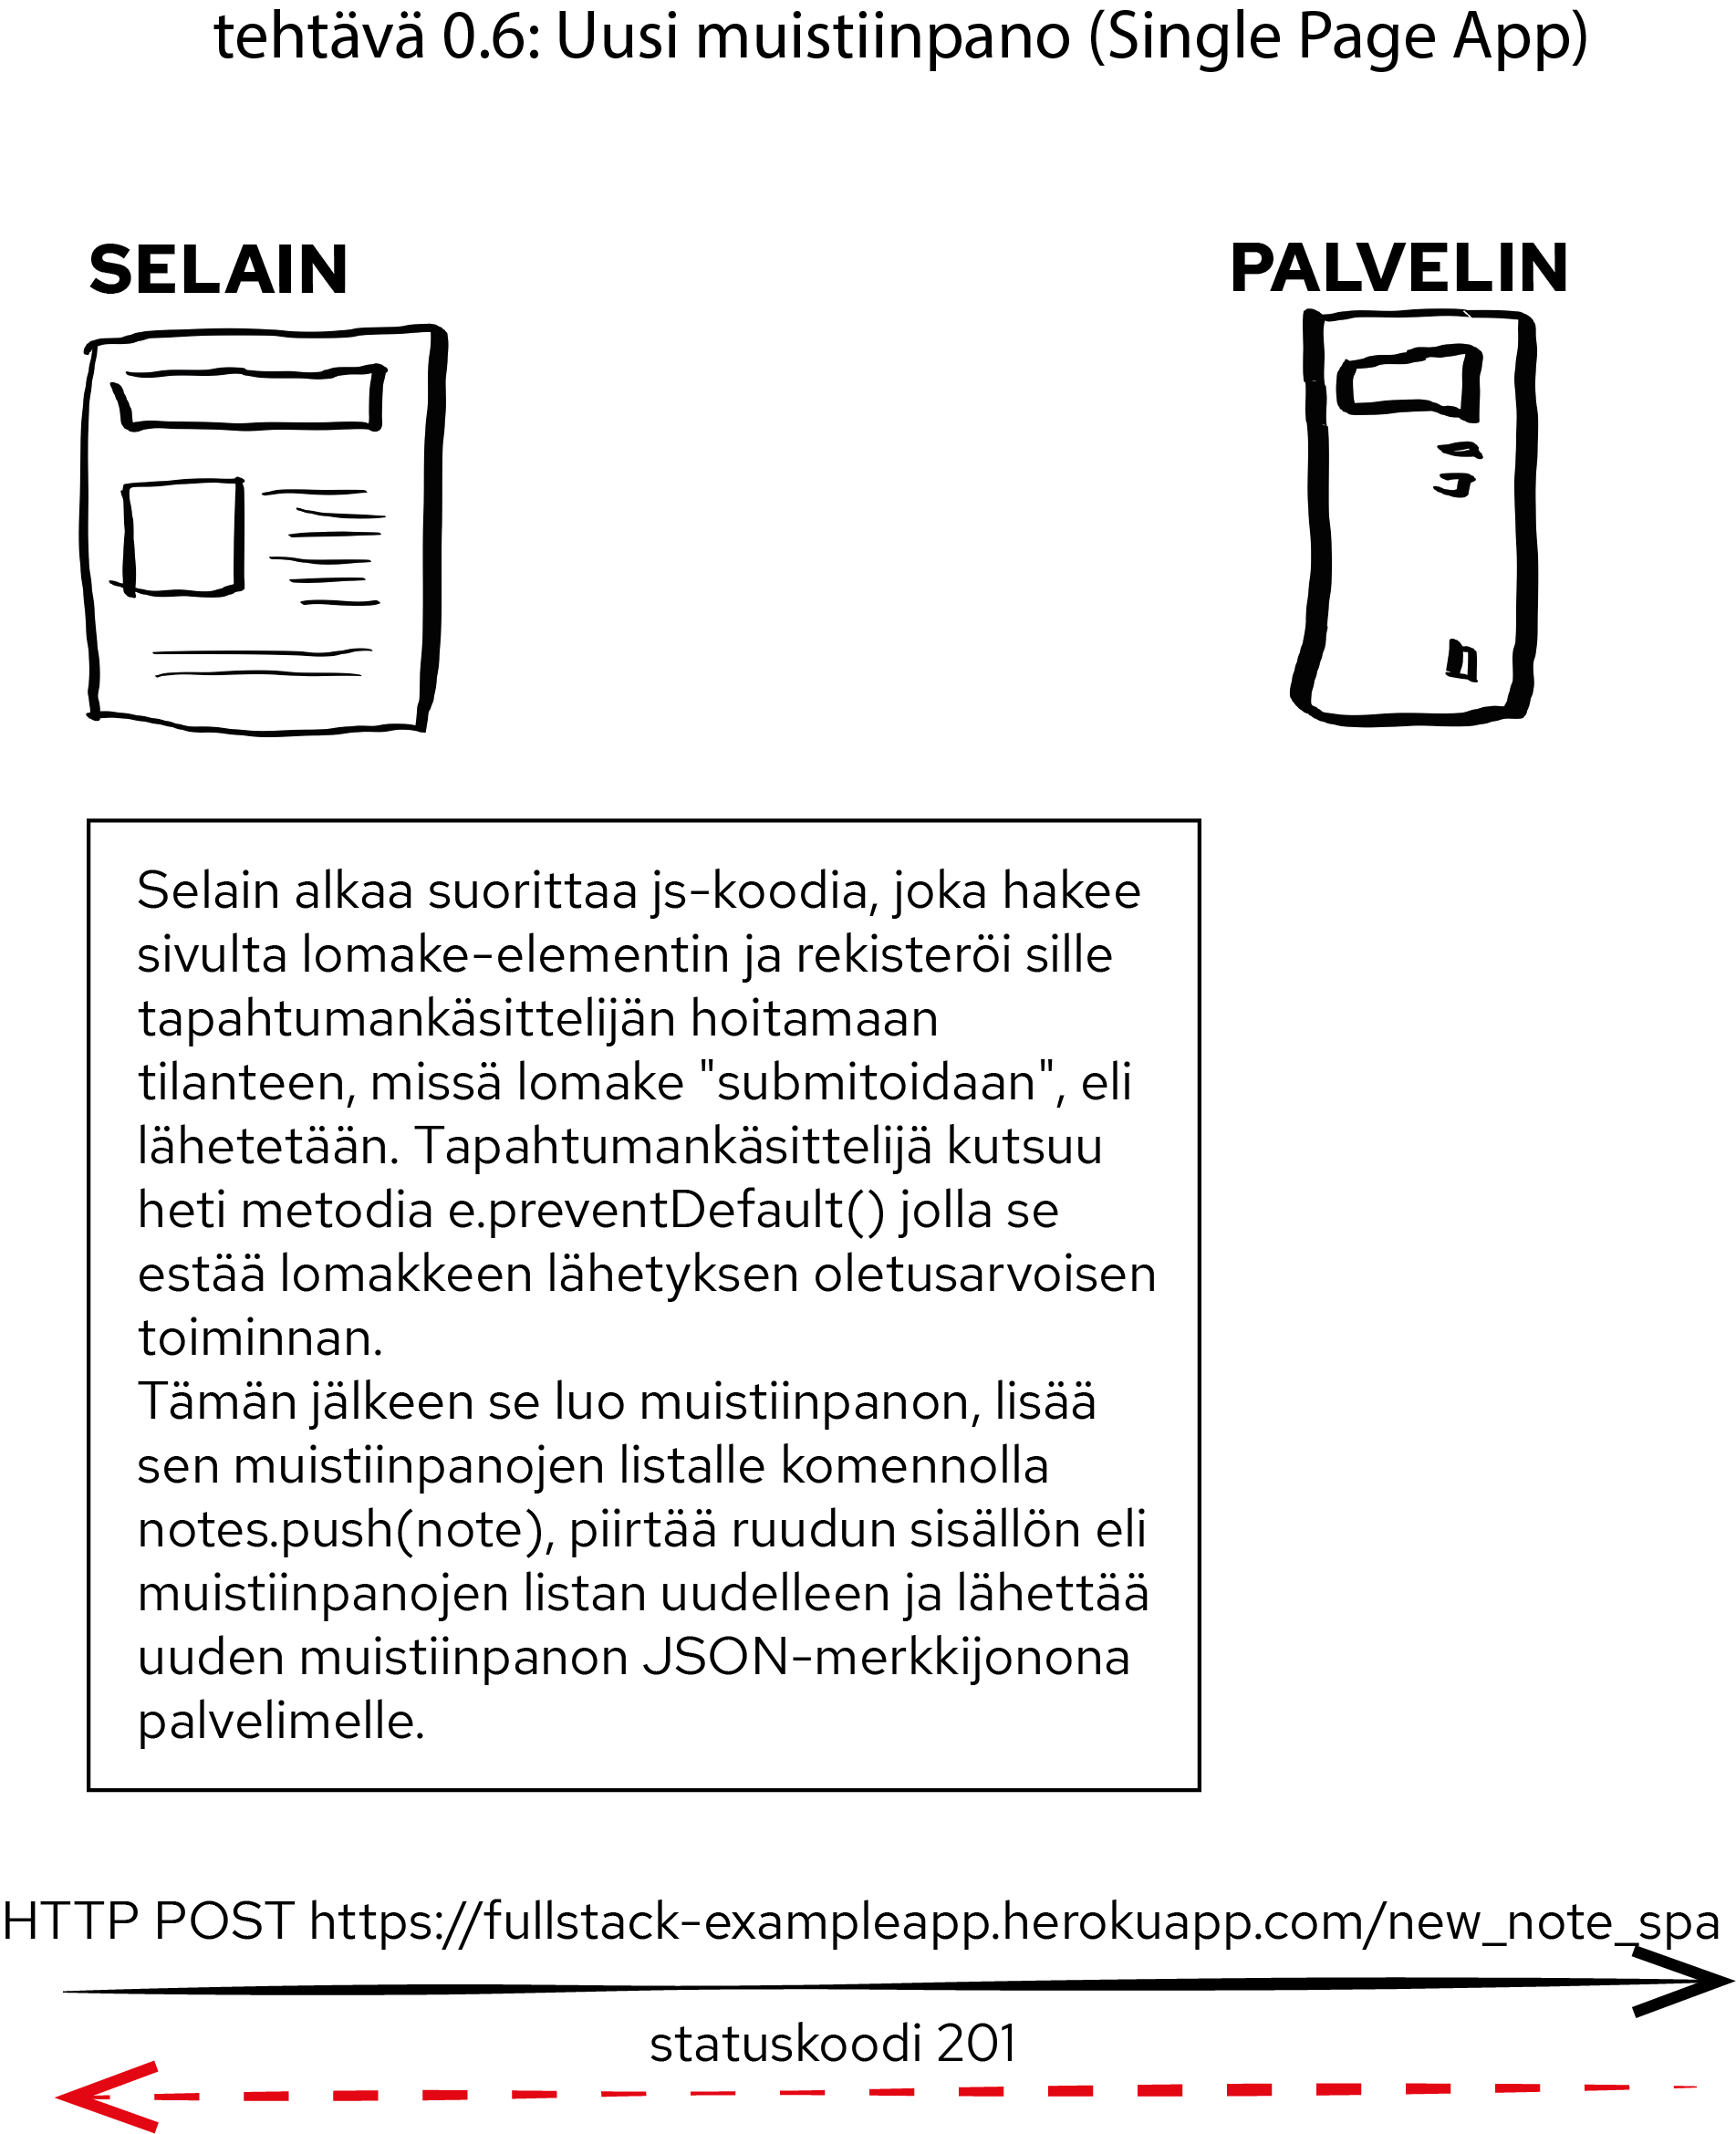 tehtävä 0.6: Uusi muistiinpano (Single Page App)
SELAIN
PALVELIN
Selain alkaa suorittaa js-koodia, joka hakee
sivulta lomake-elementin ja rekisteröi sille
tapahtumankäsittelijän hoitamaan
tilanteen, missä lomake "submitoidaan", eli
lähetetään. Tapahtumankäsittelijä kutsuu
heti metodia e.preventDefault() jolla se
estää lomakkeen lähetyksen oletusarvoisen
toiminnan.
Tämän jälkeen se luo muistiinpanon, lisää
sen muistiinpanojen listalle komennolla
notes.push(note), piirtää ruudun sisällön eli
muistiinpanojen listan uudelleen ja lähettää
uuden muistiinpanon JSON-merkkijonona
palvelimelle.
HTTP POST https://fullstack-exampleapp.herokuapp.com/new_note_spa
statuskoodi 201